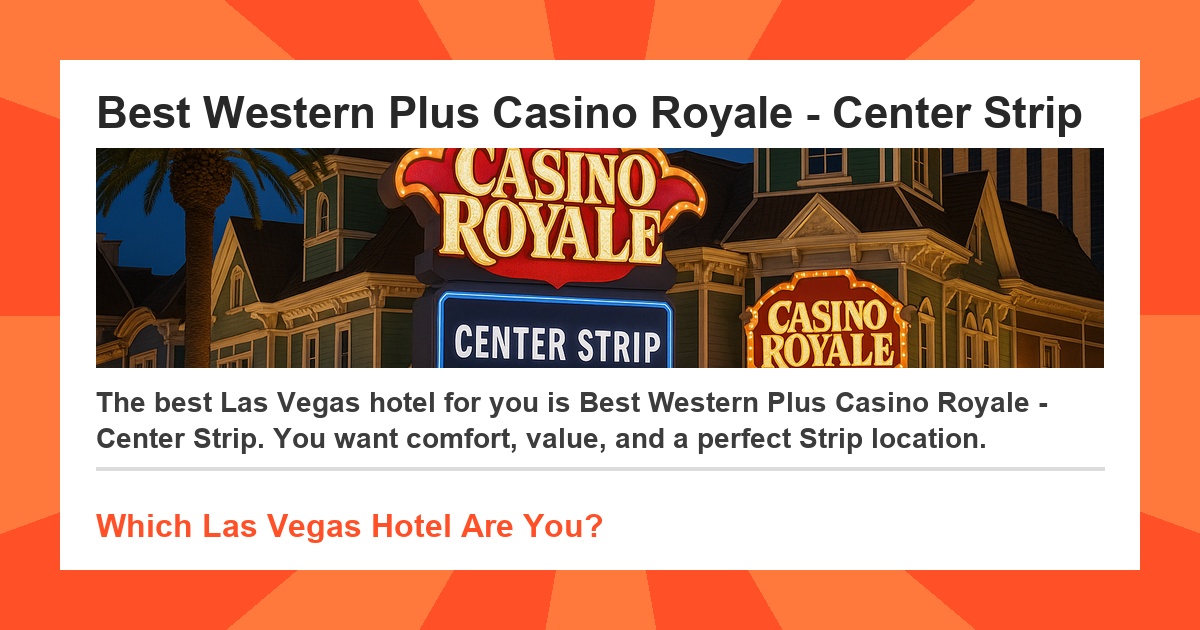 Best Western Plus Casino Royale - Center Strip
CASINO
ROYALE
CENTER STRIP
CASINO
ROYALE
The best Las Vegas hotel for you is Best Western Plus Casino Royale -
Center Strip. You want comfort, value, and a perfect Strip location.
Which Las Vegas Hotel Are You?